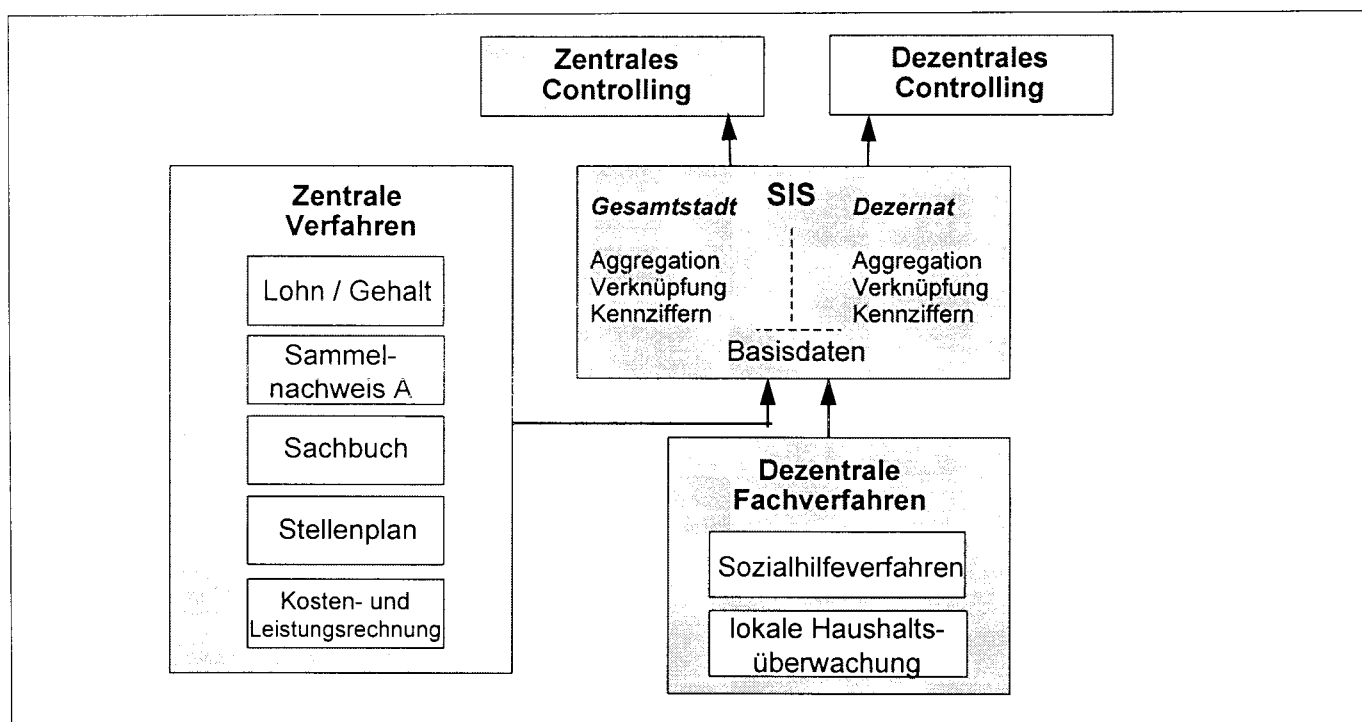 Zentrales
Controlling
Dezentrales
Controlling
Zentrale
Verfahren
Lohn / Gehalt
Sammel-
nachweis A
Sachbuch
Stellenplan
Kosten- und
Leistungsrechnung
SIS
Gesamtstadt
Dezernat
Aggregation
Verknüpfung
Kennziffern
Aggregation
Verknüpfung
Kennziffern
Basisdaten
Dezentrale
Fachverfahren
Sozialhilfeverfahren
lokale Haushalts-
überwachung